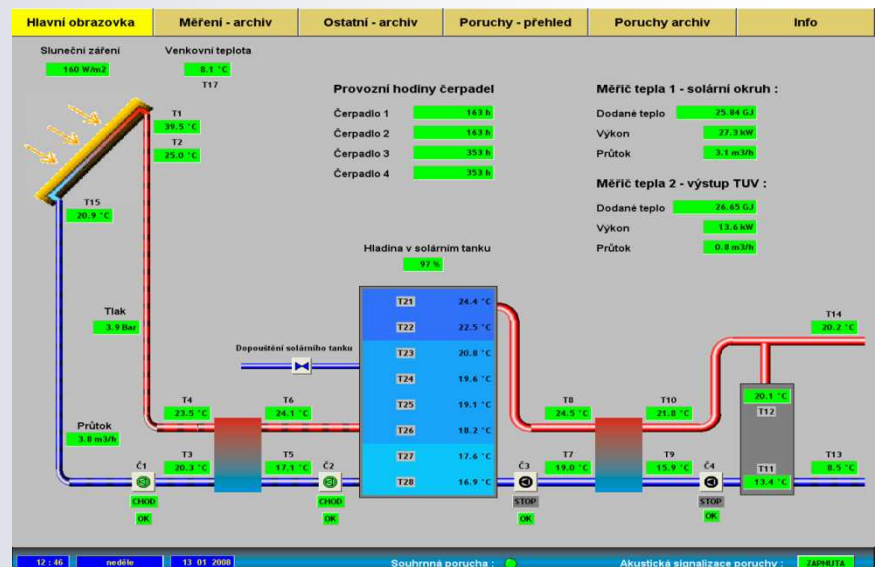 Hlavní obrazovka Měření - archiv Ostatní - archiv Poruchy - přehled Poruchy archiv Info
Sluneční záření Venkovní teplota
160 W/m2 8.1 °C
T17
Provozní hodiny čerpadel Měřič tepla 1 - solární okruh :
T1
Čerpadlo 1 163 h Dodané teplo 25.84 GJ
39.5 °C
Čerpadlo 2 163 h Výkon 27.3 kW
T2
25.0 °C
Čerpadlo 3 353 h Průtok 3.1 m3/h
Čerpadlo 4 353 h
Měřič tepla 2 - výstup TUV :
T15
Dodané teplo 26.65 GJ
20.9 °C
Výkon 13.6 kW
Průtok 0.8 m3/h
Hladina v solárním tanku
97 %
T21 24.4 °C
Tlak T14
3.9 Bar T22 22.5 °C 20.2 °C
Dopouštění solárního tanku T23 20.8 °C
T24 19.6 °C
T4 T6 T8 T10
23.5 °C 24.1 °C T25 19.1 °C 24.5 °C 21.8 °C 20.1 °C
T12
Průtok T26 18.2 °C
3.8 m3/h
T3 T5 T27 17.6 °C T7 T9 T13
Č1 20.3 °C 17.1 °C Č2 Č3 19.0 °C 15.9 °C Č4 T11 8.5 °C
T28 16.9 °C 13.4 °C
CHOD CHOD STOP STOP
OK OK OK OK
12 : 46 neděle 13 01 2008 Souhrnná porucha : Akustická signalizace poruchy : ZAPNUTA